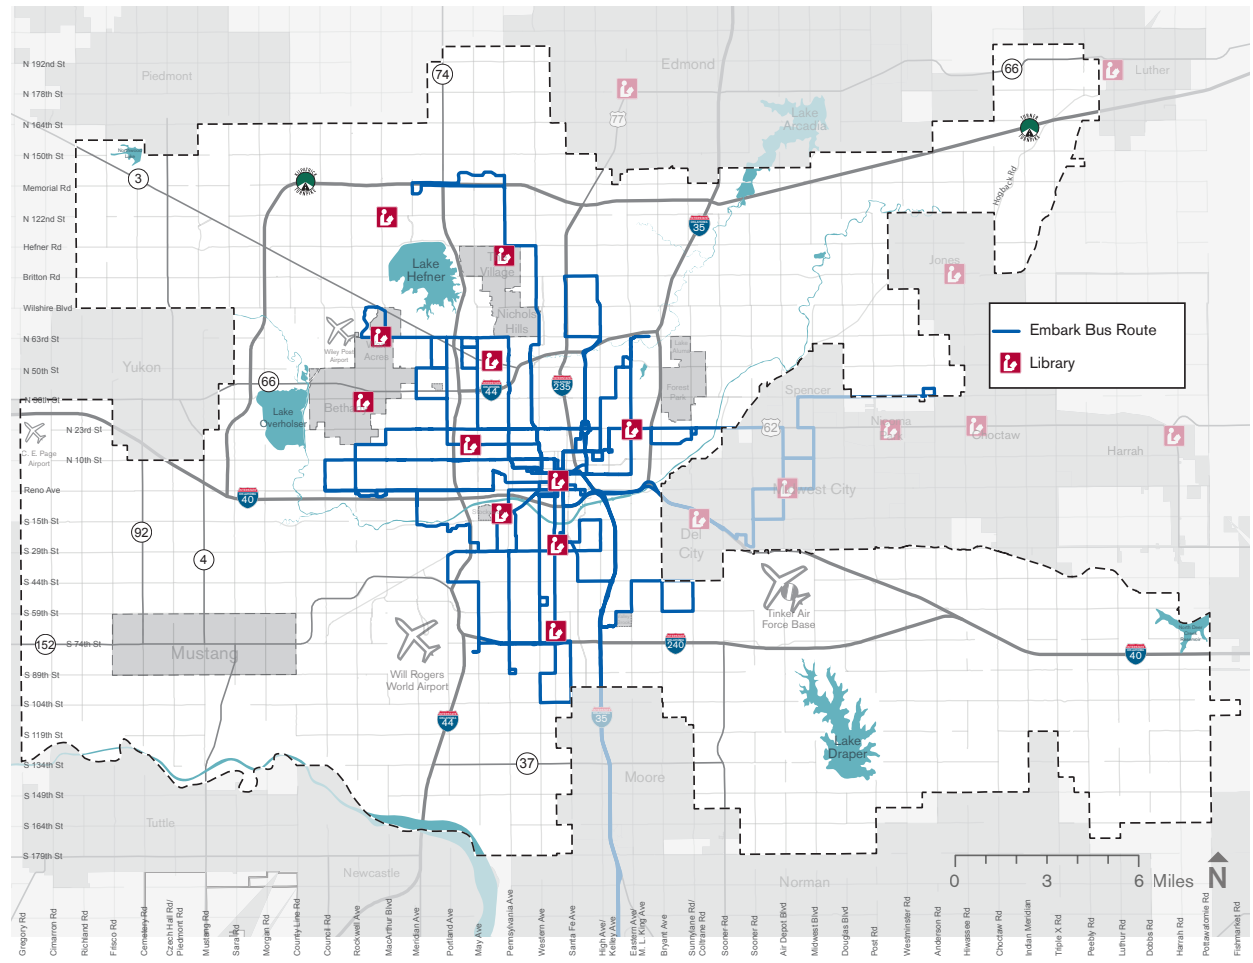 N 192nd St
N 178th St
N 164th St
N 150th St
Memorial Rd
N 122nd St
Hefner Rd
Britton Rd
Wilshire Blvd
N 63rd St
N 50th St
N 23rd St
N 10th St
Reno Ave
S 15th St
S 29th St
S 44th St
S 59th St
S 74th St
S 89th St
S 104th St
S 119th St
S 134th St
S 149th St
S 164th St
S 179th St
Piedmont
Edmond
Luther
Lake
Arcadia
Hogback Rd
Jones
Lake
Hefner
Village
Nichols
Hills
Wiley Post
Airport
Acres
Yukon
Lake
Overholser
C. E. Page
Airport
Forest
Park
Spencer
Choctaw
Harrah
Midwest City
Del
City
Tinker Air
Force Base
Mustang
Will Rogers
World Airport
Lake
Draper
Moore
Tuttle
Newcastle
Norman
74
66
77
3
35
66
44
235
62
40
92
4
152
240
40
44
35
37
Embark Bus Route
Library
0
3
6
Miles
N
Gregory Rd
Cimarron Rd
Richland Rd
Frisco Rd
Cemetery Rd
Czech Hall Rd/
Piedmont Rd
Mustang Rd
Sara Rd
Morgan Rd
County Line Rd
Council Rd
Rockwell Ave
MacArthur Blvd
Meridian Ave
Portland Ave
May Ave
Pennsylvania Ave
Western Ave
Santa Fe Ave
High Ave/
Kelley Ave
Eastern Ave/
M. L. King Ave
Bryant Ave
Sunnylane Rd/
Coltrane Rd
Sooner Rd
Sooner Rd
Air Depot Blvd
Midwest Blvd
Douglas Blvd
Post Rd
Westminster Rd
Anderson Rd
Hiwassee Rd
Choctaw Rd
Indian Meridian
Triple X Rd
Peebly Rd
Luthur Rd
Dobbs Rd
Harrah Rd
Pottawatomie Rd
Fishmarket Rd